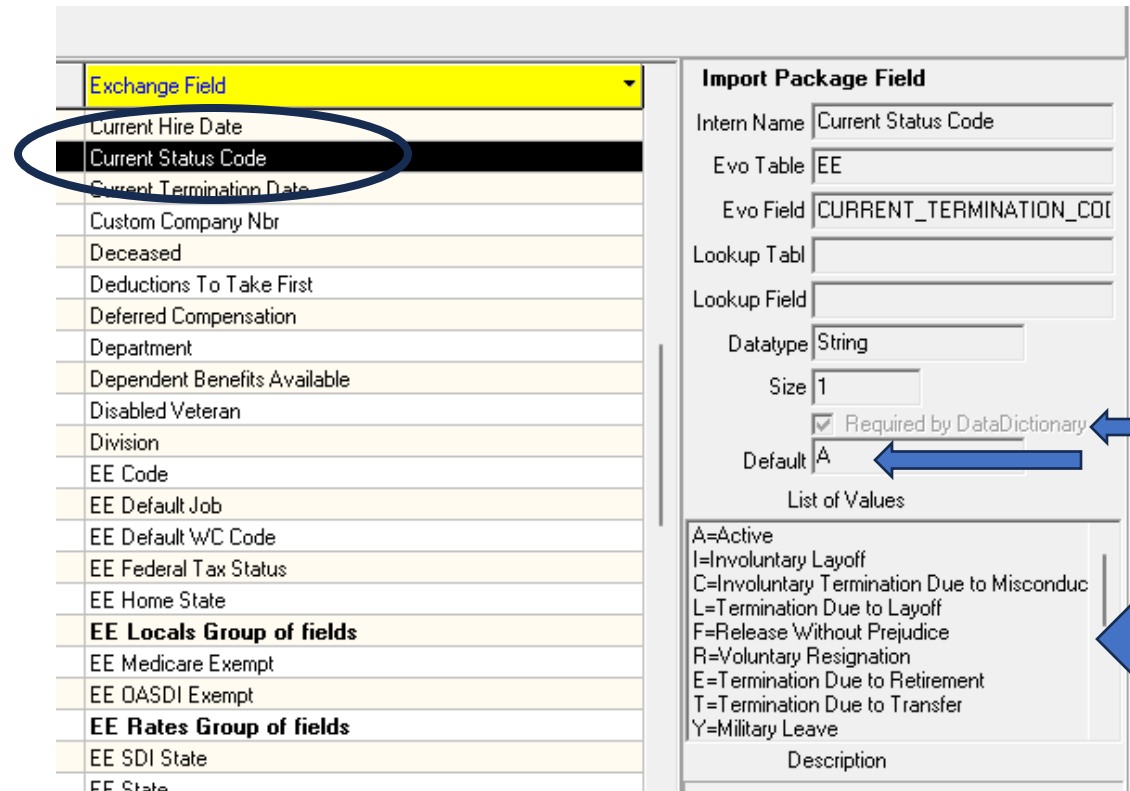 Exchange Field
Current Hire Date
Current Status Code
Current Termination Date
Custom Company Nbr
Deceased
Deductions To Take First
Deferred Compensation
Department
Dependent Benefits Available
Disabled Veteran
Division
EE Code
EE Default Job
EE Default WC Code
EE Federal Tax Status
EE Home State
EE Locals Group of fields
EE Medicare Exempt
EE OASDI Exempt
EE Rates Group of fields
EE SDI State
EE State
Import Package Field
Intern Name Current Status Code
Evo Table EE
Evo Field CURRENT_TERMINATION_COD
Lookup Tabl
Lookup Field
Datatype String
Size 1
Required by DataDictionary
Default A
List of Values
A=Active
I=Involuntary Layoff
C=Involuntary Termination Due to Misconduc
L=Termination Due to Layoff
F=Release Without Prejudice
R=Voluntary Resignation
E=Termination Due to Retirement
T=Termination Due to Transfer
Y=Military Leave
Description